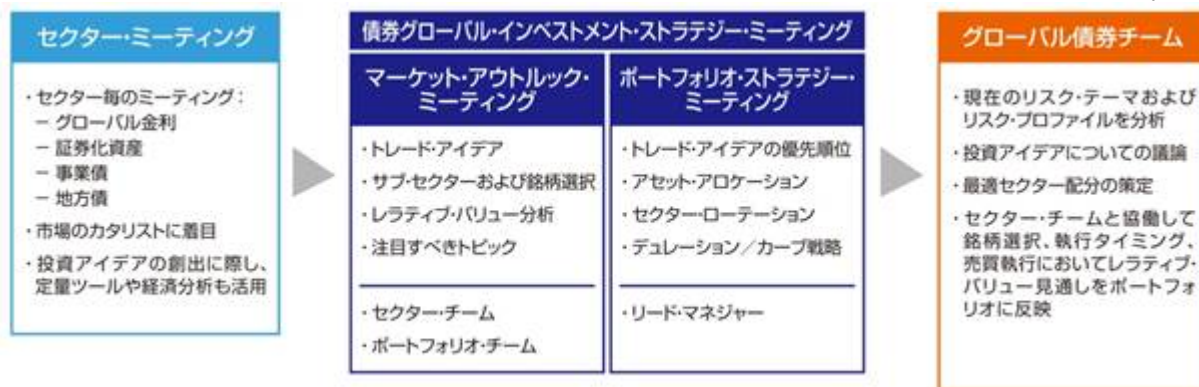 セクター・ミーティング
・セクター毎のミーティング：
－ グローバル金利
－ 証券化資産
－ 事業債
－ 地方債
・市場のカタリストに着目
・投資アイデアの創出に際し、
定量ツールや経済分析も活用
債券グローバル・インベストメント・ストラテジー・ミーティング
マーケット・アウトルック・
ミーティング
・トレード・アイデア
・サブ・セクターおよび銘柄選択
・レラティブ・バリュー分析
・注目すべきトピック
・セクター・チーム
・ポートフォリオ・チーム
ポートフォリオ・ストラテジー・
ミーティング
・トレード・アイデアの優先順位
・アセット・アロケーション
・セクター・ローテーション
・デュレーション／カーブ戦略
・リード・マネジャー
グローバル債券チーム
・現在のリスク・テーマおよび
リスク・プロファイルを分析
・投資アイデアについての議論
・最適セクター配分の策定
・セクター・チームと協働して
銘柄選択、執行タイミング、
売買執行においてレラティブ・
バリュー見通しをポートフォ
リオに反映